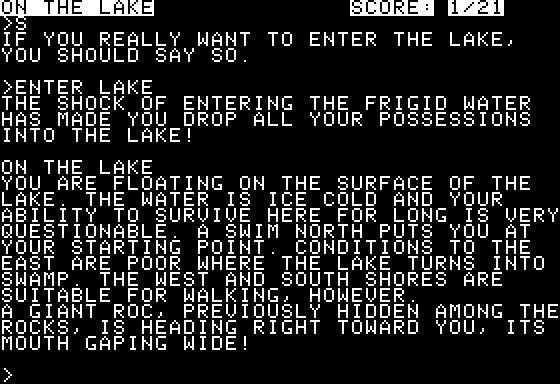 ON THE LAKE SCORE: 1/21
>S
IF YOU REALLY WANT TO ENTER THE LAKE,
YOU SHOULD SAY SO.
>ENTER LAKE
THE SHOCK OF ENTERING THE FRIGID WATER
HAS MADE YOU DROP ALL YOUR POSSESSIONS
INTO THE LAKE!
ON THE LAKE
YOU ARE FLOATING ON THE SURFACE OF THE
LAKE. THE WATER IS ICE COLD AND YOUR
ABILITY TO SURVIVE HERE FOR LONG IS VERY
QUESTIONABLE. A SWIM NORTH PUTS YOU AT
YOUR STARTING POINT. CONDITIONS TO THE
EAST ARE POOR WHERE THE LAKE TURNS INTO
SWAMP. THE WEST AND SOUTH SHORES ARE
SUITABLE FOR WALKING, HOWEVER.
A GIANT ROC, PREVIOUSLY HIDDEN AMONG THE
ROCKS, IS HEADING RIGHT TOWARD YOU, ITS
MOUTH GAPING WIDE!
>